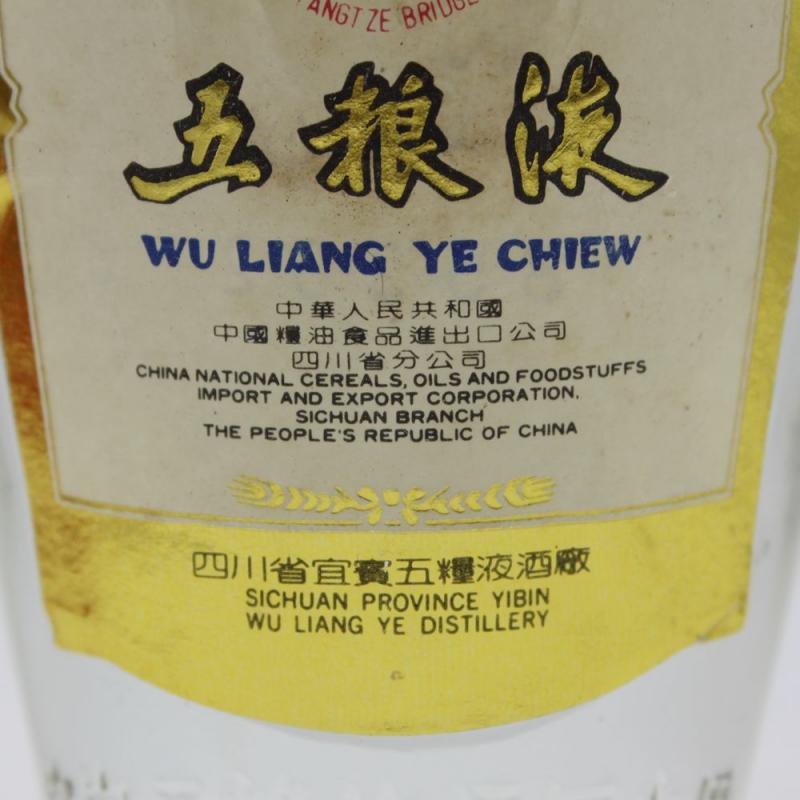 YANGTZE BRIDGE
五粮液
WU LIANG YE CHIEW
中華人民共和國
中國糧油食品進出口公司
四川省分公司
CHINA NATIONAL CEREALS, OILS AND FOODSTUFFS
IMPORT AND EXPORT CORPORATION.
SICHUAN BRANCH
THE PEOPLE'S REPUBLIC OF CHINA
四川省宜賓五糧液酒廠
SICHUAN PROVINCE YIBIN
WU LIANG YE DISTILLERY